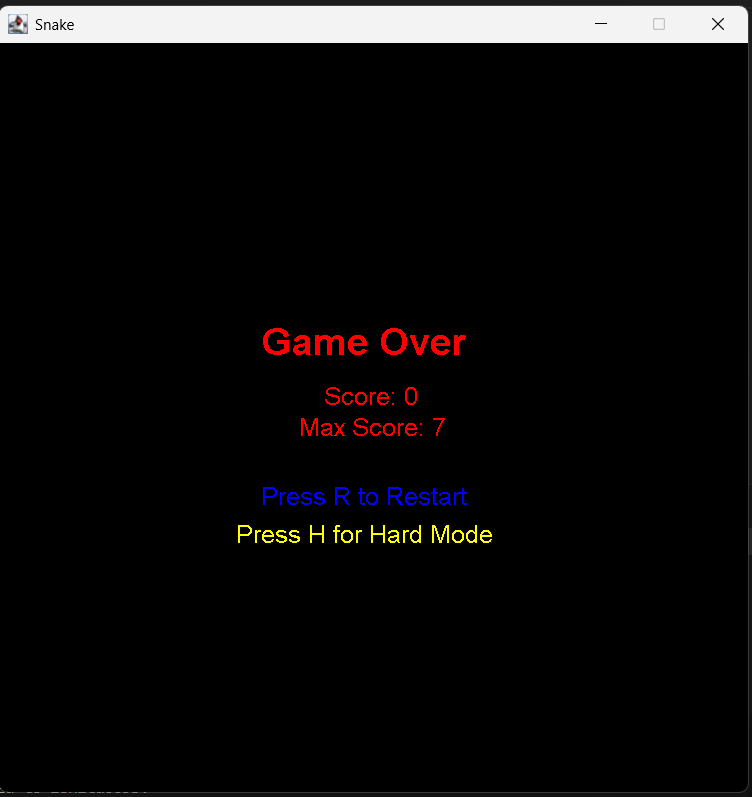 Snake
Game Over
Score: 0
Max Score: 7
Press R to Restart
Press H for Hard Mode